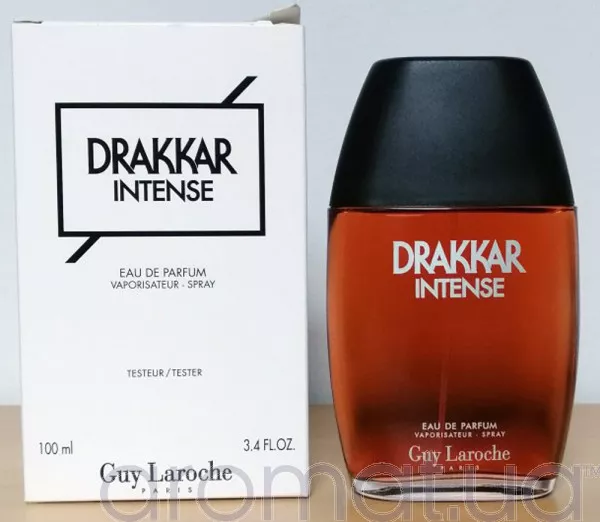 DRAKKAR
INTENSE
EAU DE PARFUM
VAPORISATEUR - SPRAY
TESTEUR/TESTER
100 ml 3.4 FL.OZ.
Guy Laroche
PARIS
DRAKKAR
INTENSE
EAU DE PARFUM
VAPORISATEUR - SPRAY
Guy Laroche
PARIS
aromat.ua™